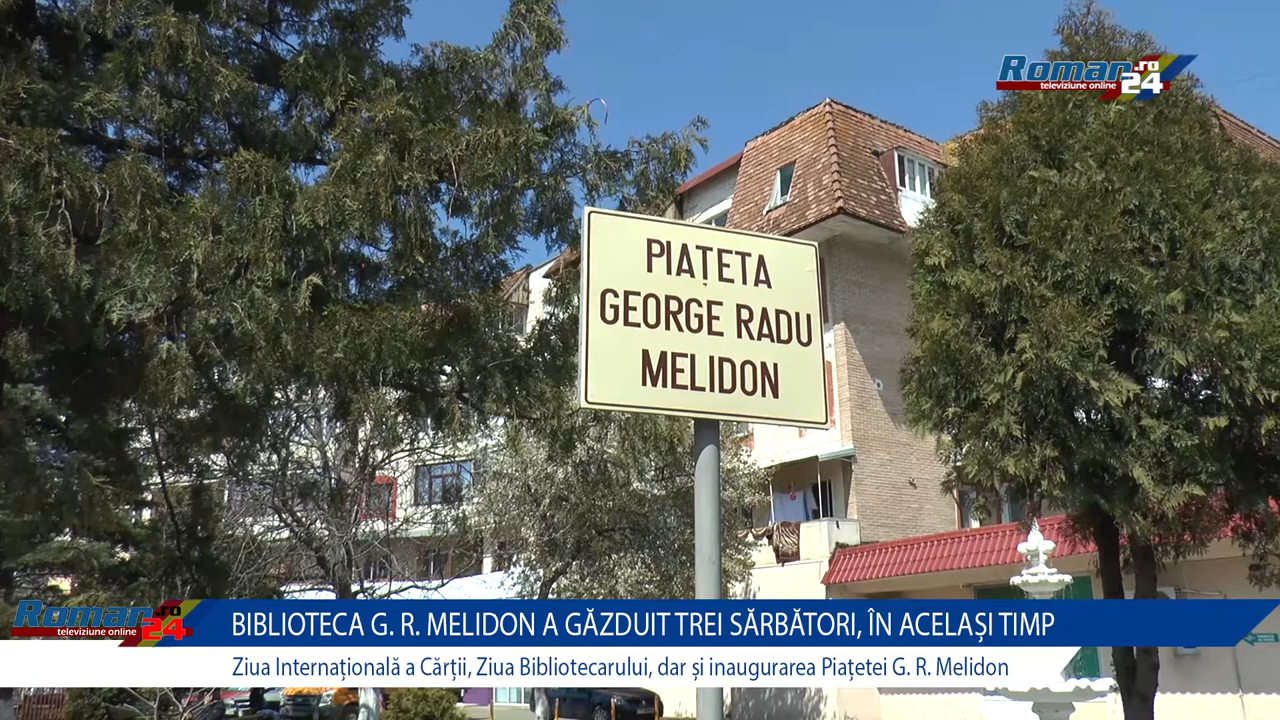 Roman.ro
televiziune online 24
PIAȚETA
GEORGE RADU
MELIDON
Roman.ro
televiziune online 24
BIBLIOTECA G. R. MELIDON A GĂZDUIT TREI SĂRBĂTORI, ÎN ACELAȘI TIMP
Ziua Internațională a Cărții, Ziua Bibliotecarului, dar și inaugurarea Piațetei G. R. Melidon